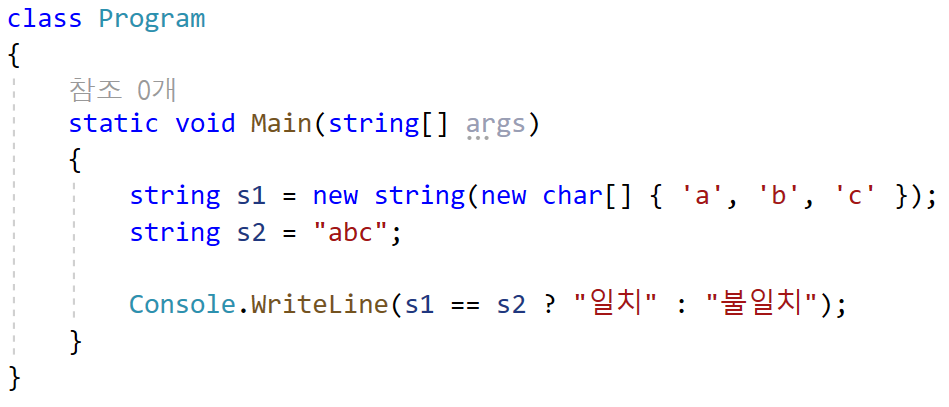 class Program
{
참조 0개
static void Main(string[] args)
{
string s1 = new string(new char[] { 'a', 'b', 'c' });
string s2 = "abc";
Console.WriteLine(s1 == s2 ? "일치" : "불일치");
}
}